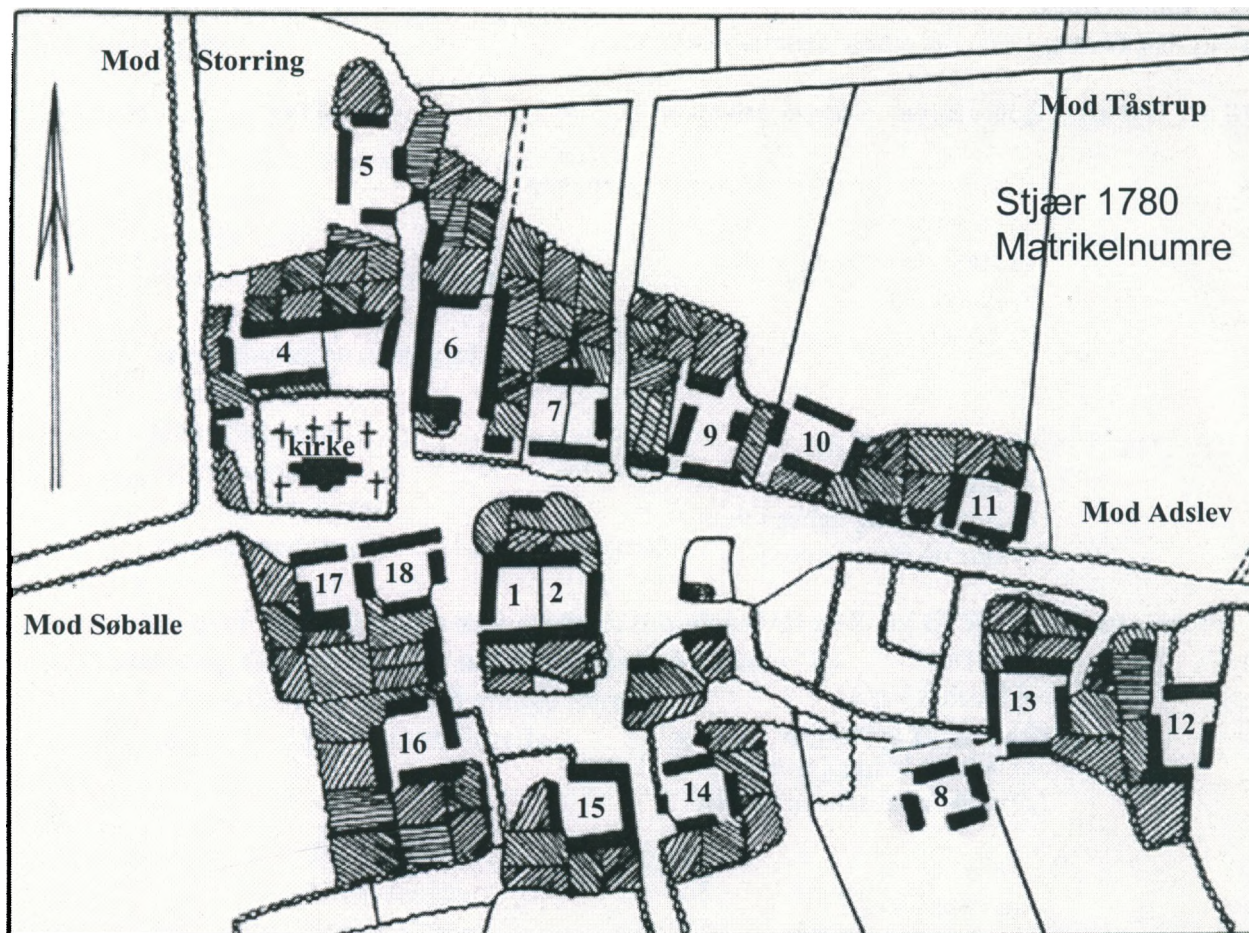 Mod Storring
Mod Tåstrup
Stjær 1780
Matrikelnumre
5
4
6
7
9
10
11
kirke
Mod Adslev
17
18
1
2
Mod Søballe
16
15
14
13
12
8